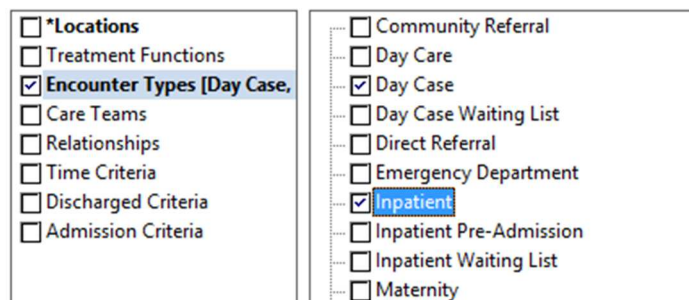 *Locations
Treatment Functions
Encounter Types [Day Case,
Care Teams
Relationships
Time Criteria
Discharged Criteria
Admission Criteria
Community Referral
Day Care
Day Case
Day Case Waiting List
Direct Referral
Emergency Department
Inpatient
Inpatient Pre-Admission
Inpatient Waiting List
Maternity